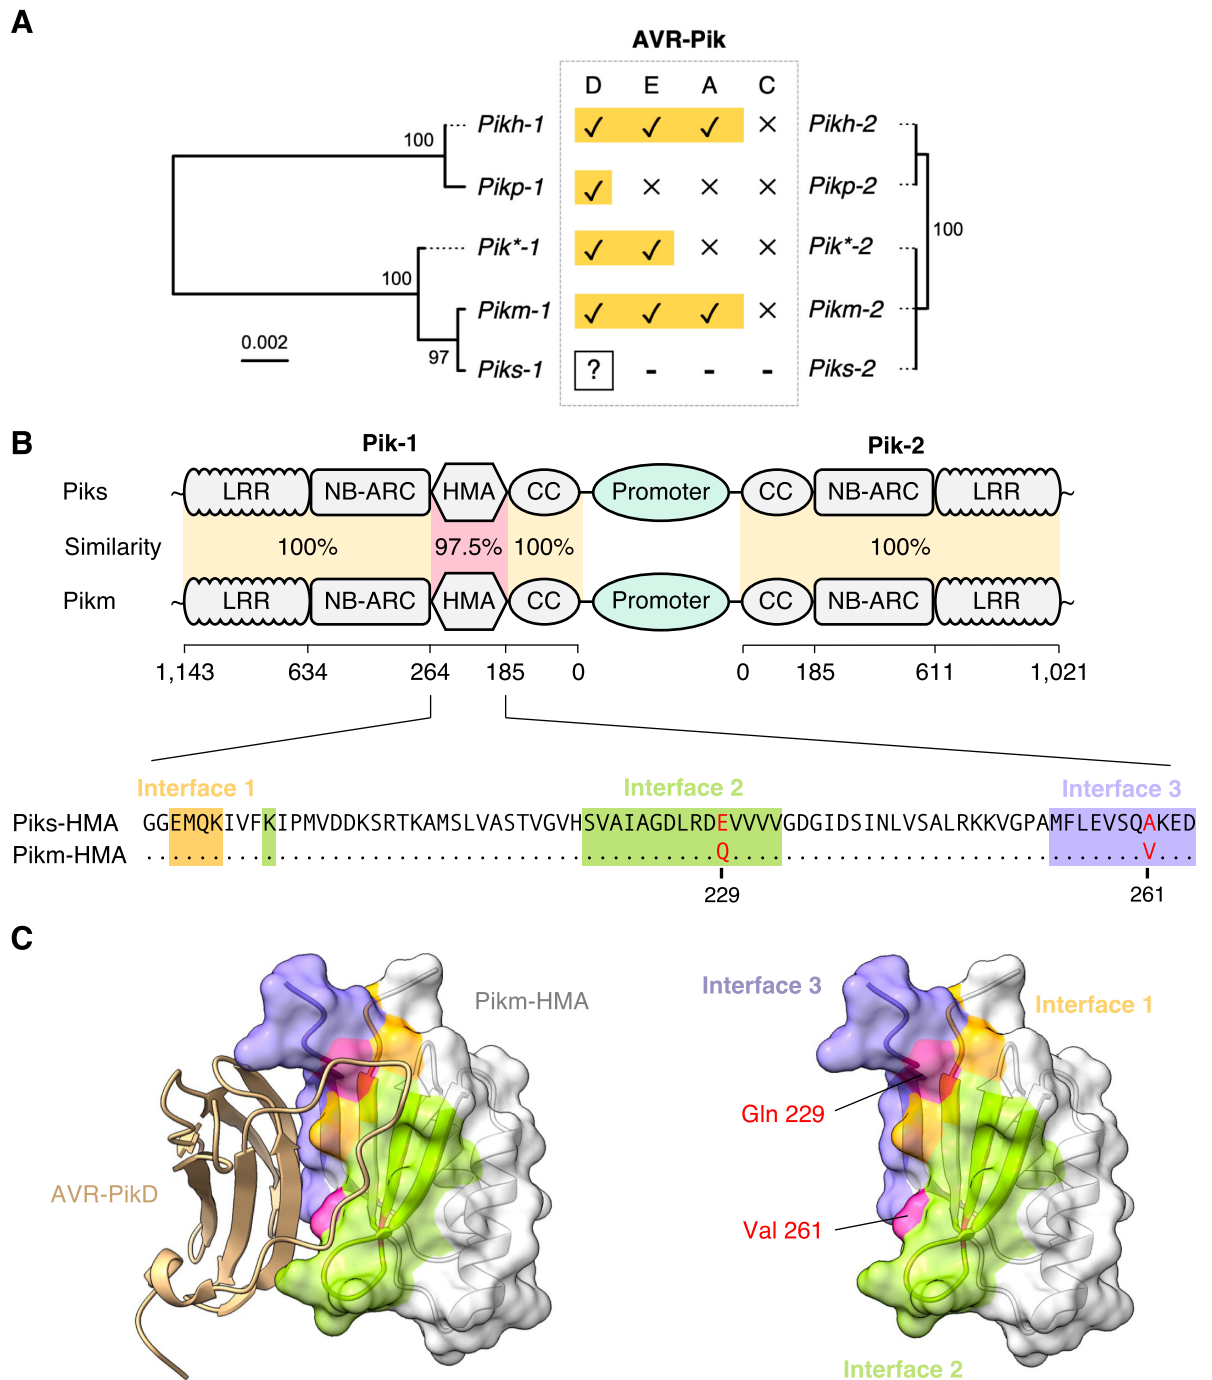 A
AVR-Pik
D E A C
100 Pikh-1 ✓ ✓ ✓ × Pikh-2
Pikp-1 ✓ × × × Pikp-2
100
Pik*-1 ✓ ✓ × × Pik*-2
100
Pikm-1 ✓ ✓ ✓ × Pikm-2
0.002
97 Piks-1 ? - - - Piks-2
B
Pik-1 Pik-2
Piks ~ LRR NB-ARC HMA CC Promoter CC NB-ARC LRR ~
Similarity 100% 97.5% 100% 100%
Pikm ~ LRR NB-ARC HMA CC Promoter CC NB-ARC LRR ~
1,143 634 264 185 0 0 185 611 1,021
Interface 1 Interface 2 Interface 3
Piks-HMA GGEMQKIVFKIPMVDDKSRTKAMSLVASTVGVHSVAIAGDLRDEVVVVGDGIDSINLVSALRKKVGPAMFLEVSQAKED
Pikm-HMA ...........................................Q...............................V...
229 261
C
Interface 3 Pikm-HMA Interface 1
Gln 229
AVR-PikD
Val 261
Interface 2